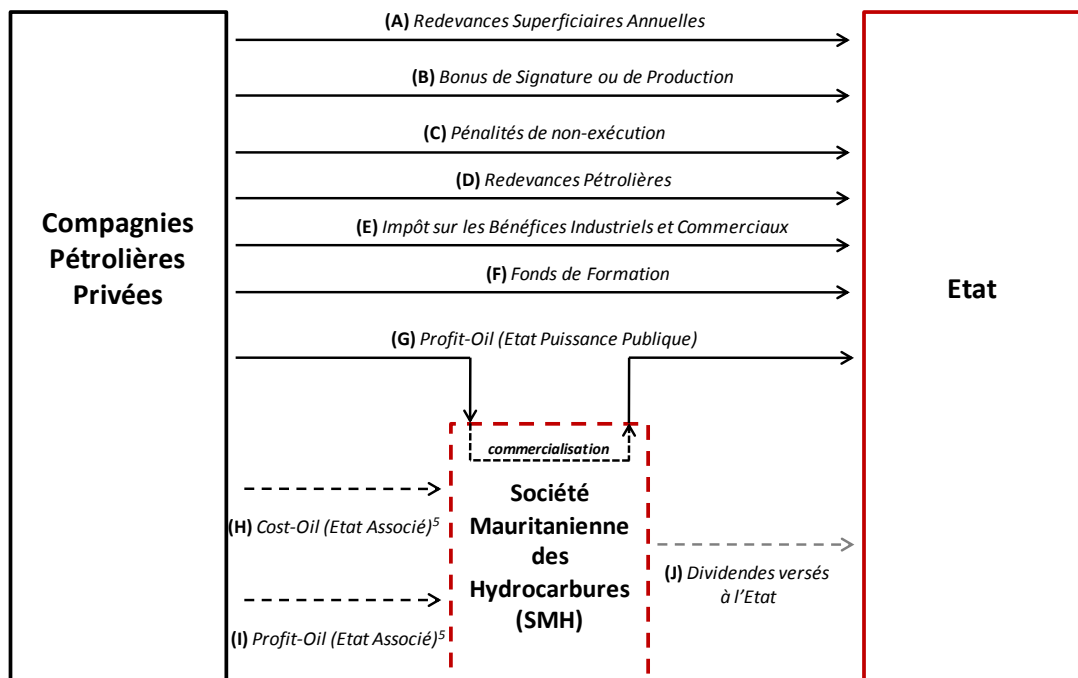 (A) Redevances Superficiaires Annuelles
(B) Bonus de Signature ou de Production
(C) Pénalités de non-exécution
(D) Redevances Pétrolières
(E) Impôt sur les Bénéfices Industriels et Commerciaux
(F) Fonds de Formation
(G) Profit-Oil (Etat Puissance Publique)
Compagnies
Pétrolières
Privées
Etat
commercialisation
Société
Mauritanienne
des
Hydrocarbures
(SMH)
(H) Cost-Oil (Etat Associé)⁵
(I) Profit-Oil (Etat Associé)⁵
(J) Dividendes versés
à l’Etat